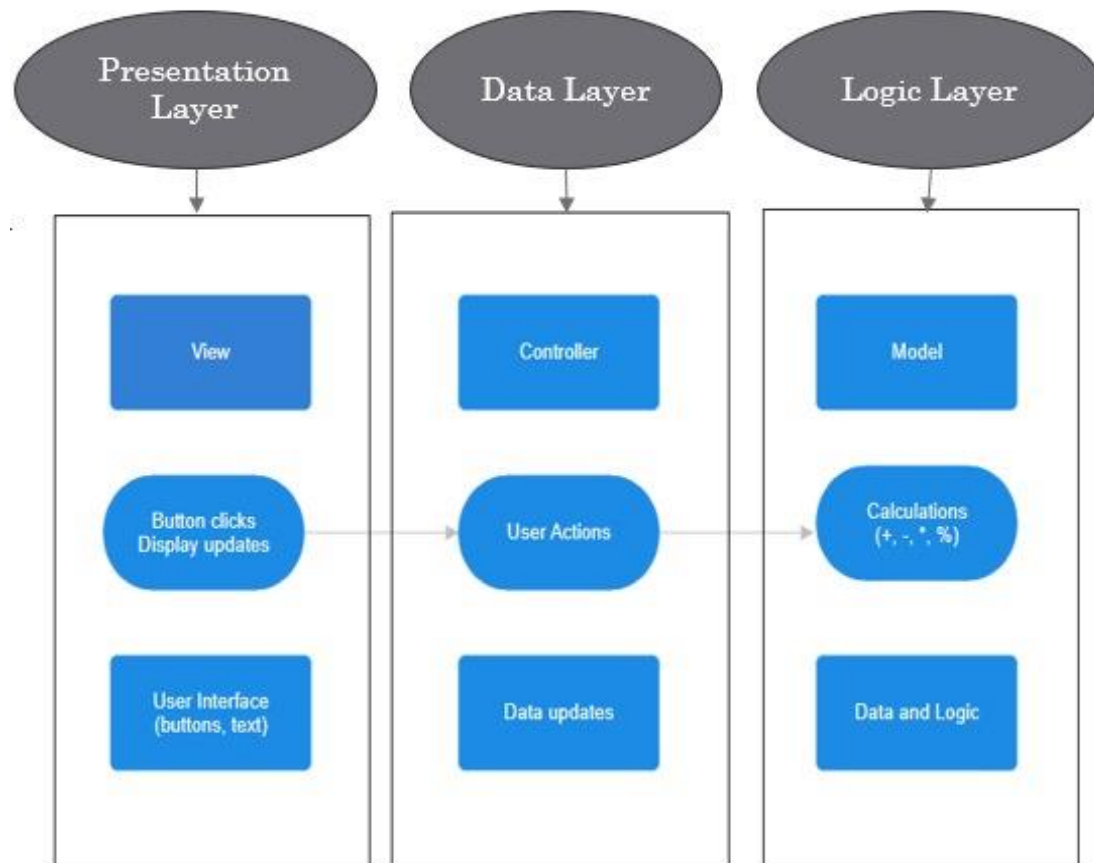 Presentation
Layer
Data Layer
Logic Layer
View
Controller
Model
Button clicks
Display updates
User Actions
Calculations
(+, -, *, %)
User Interface
(buttons, text)
Data updates
Data and Logic